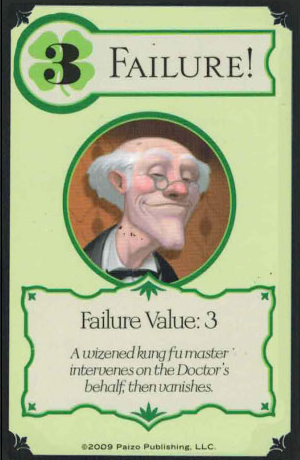 3 FAILURE!
Failure Value: 3
A wizened kung fu master
intervenes on the Doctor's
behalf, then vanishes.
©2009 Paizo Publishing, LLC.